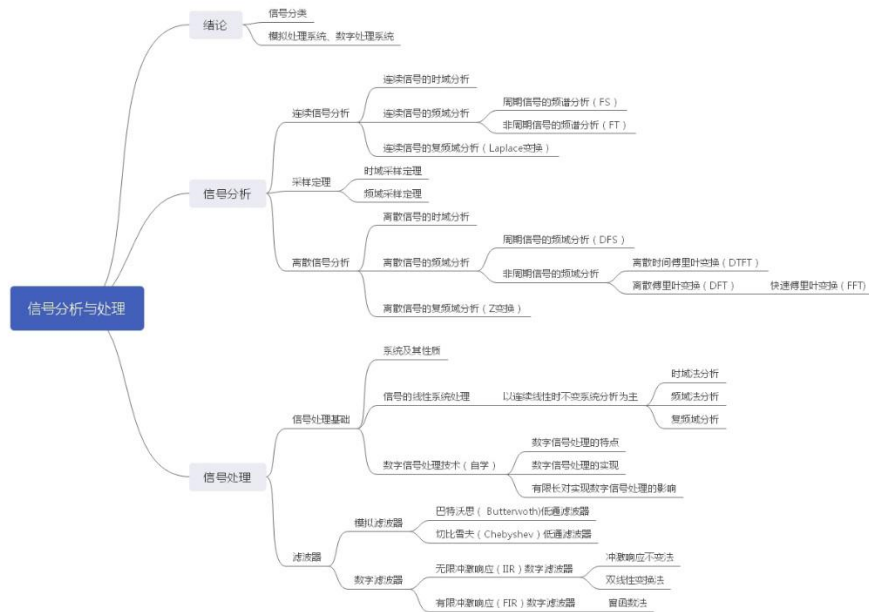 信号分析与处理
绪论
信号分类
模拟处理系统、数字处理系统
信号分析
连续信号分析
连续信号的时域分析
连续信号的频域分析
周期信号的频谱分析（FS）
非周期信号的频谱分析（FT）
连续信号的复频域分析（Laplace变换）
采样定理
时域采样定理
频域采样定理
离散信号分析
离散信号的时域分析
离散信号的频域分析
周期信号的频域分析（DFS）
非周期信号的频域分析
离散时间傅里叶变换（DTFT）
离散傅里叶变换（DFT）
快速傅里叶变换（FFT)
离散信号的复频域分析（Z变换）
信号处理
信号处理基础
系统及其性质
信号的线性系统处理
以连续线性时不变系统分析为主
时域法分析
频域法分析
复频域分析
数字信号处理技术（自学）
数字信号处理的特点
数字信号处理的实现
有限长对实现数字信号处理的影响
滤波器
模拟滤波器
巴特沃思（ Butterwoth)低通滤波器
切比雪夫（Chebyshev）低通滤波器
数字滤波器
无限冲激响应（IIR）数字滤波器
冲激响应不变法
双线性变换法
有限冲激响应（FIR）数字滤波器
窗函数法